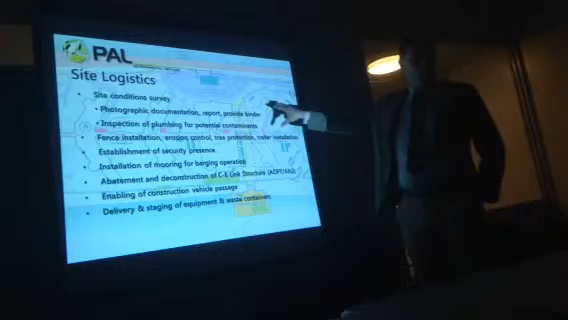 PAL
Site Logistics
• Site conditions survey
• Photographic documentation, report, provide binder
• Inspection of plumbing for potential contaminants
Fence installation, erosion control, tree protection, trailer installation
• Establishment of security presence
• Installation of mooring for barging operation
• Abatement and deconstruction of C-E Link Structure
• Enabling of construction vehicle passage
• Delivery & staging of equipment & waste containers